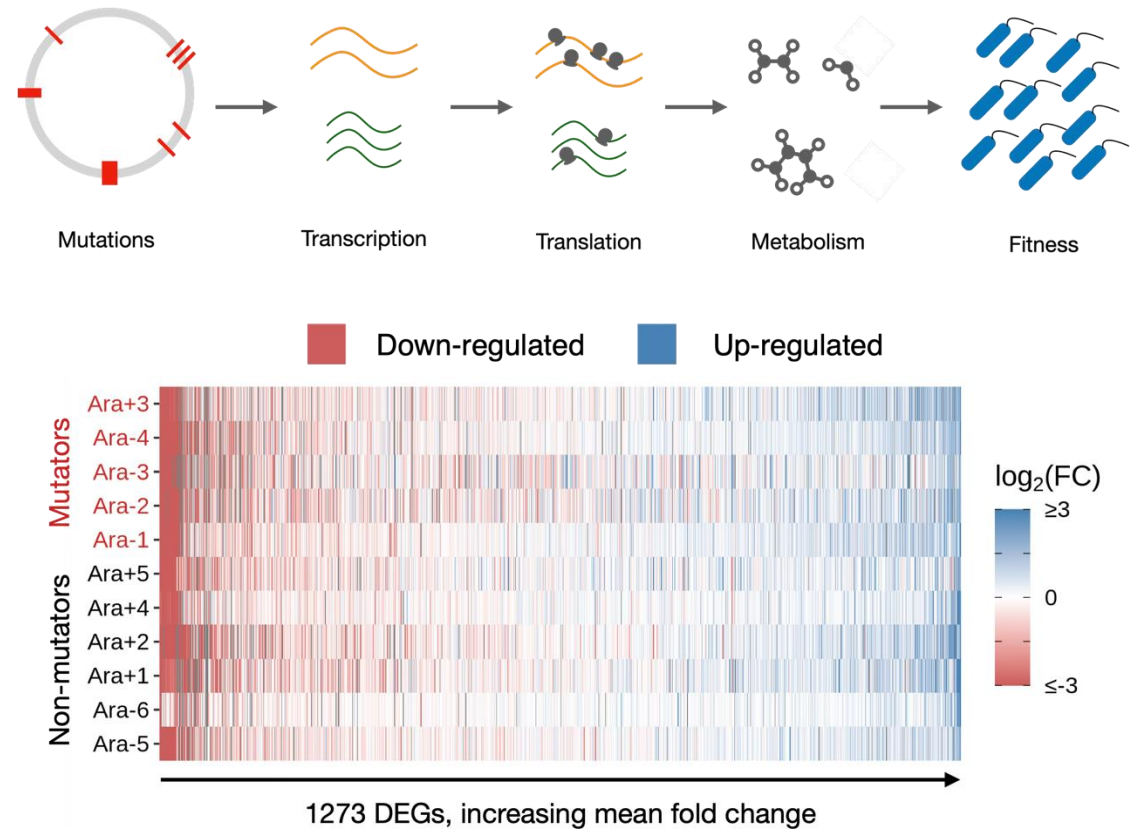 Mutations
Transcription
Translation
Metabolism
Fitness
Down-regulated
Up-regulated
Mutators
Non-mutators
Ara+3
Ara-4
Ara-3
Ara-2
Ara-1
Ara+5
Ara+4
Ara+2
Ara+1
Ara-6
Ara-5
log₂(FC)
≥3
0
≤-3
1273 DEGs, increasing mean fold change